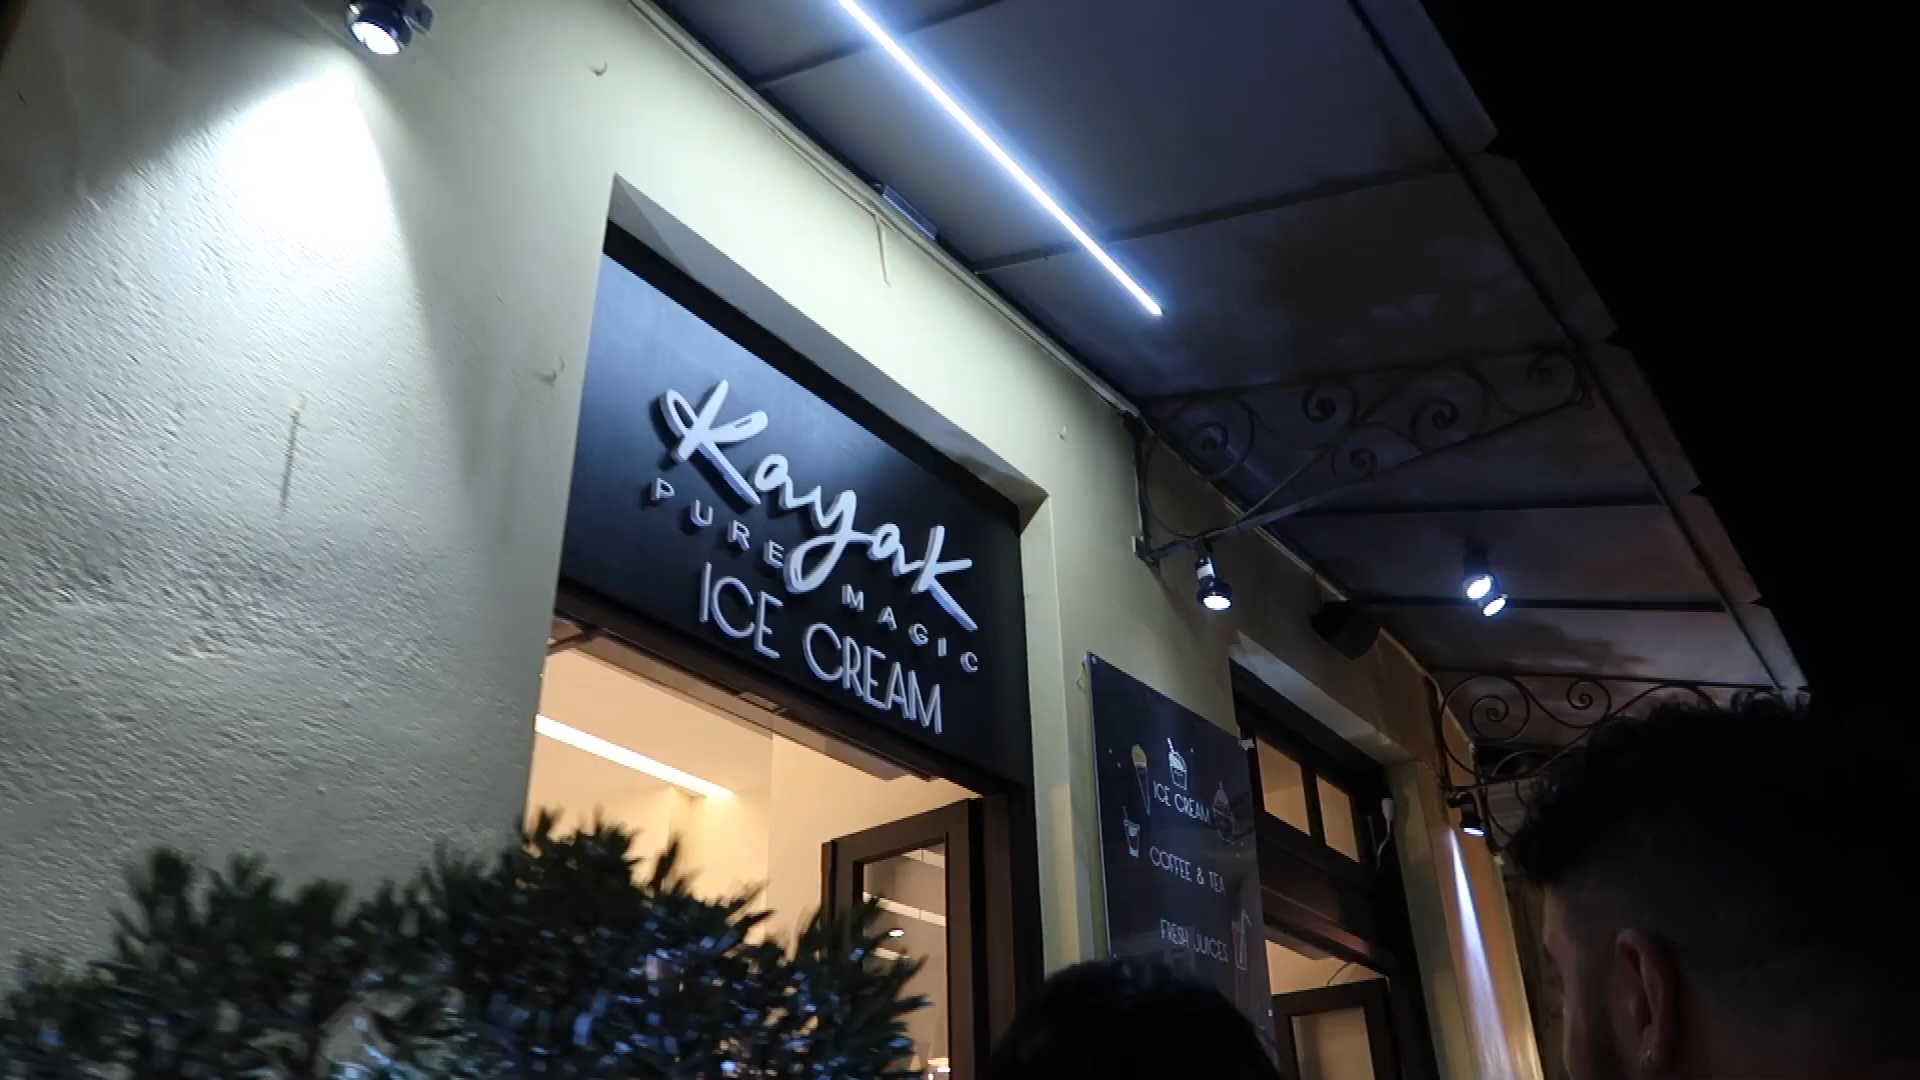 Kayak
PURE MAGIC
ICE CREAM
ICE CREAM
COFFEE & TEA
FRESH JUICES